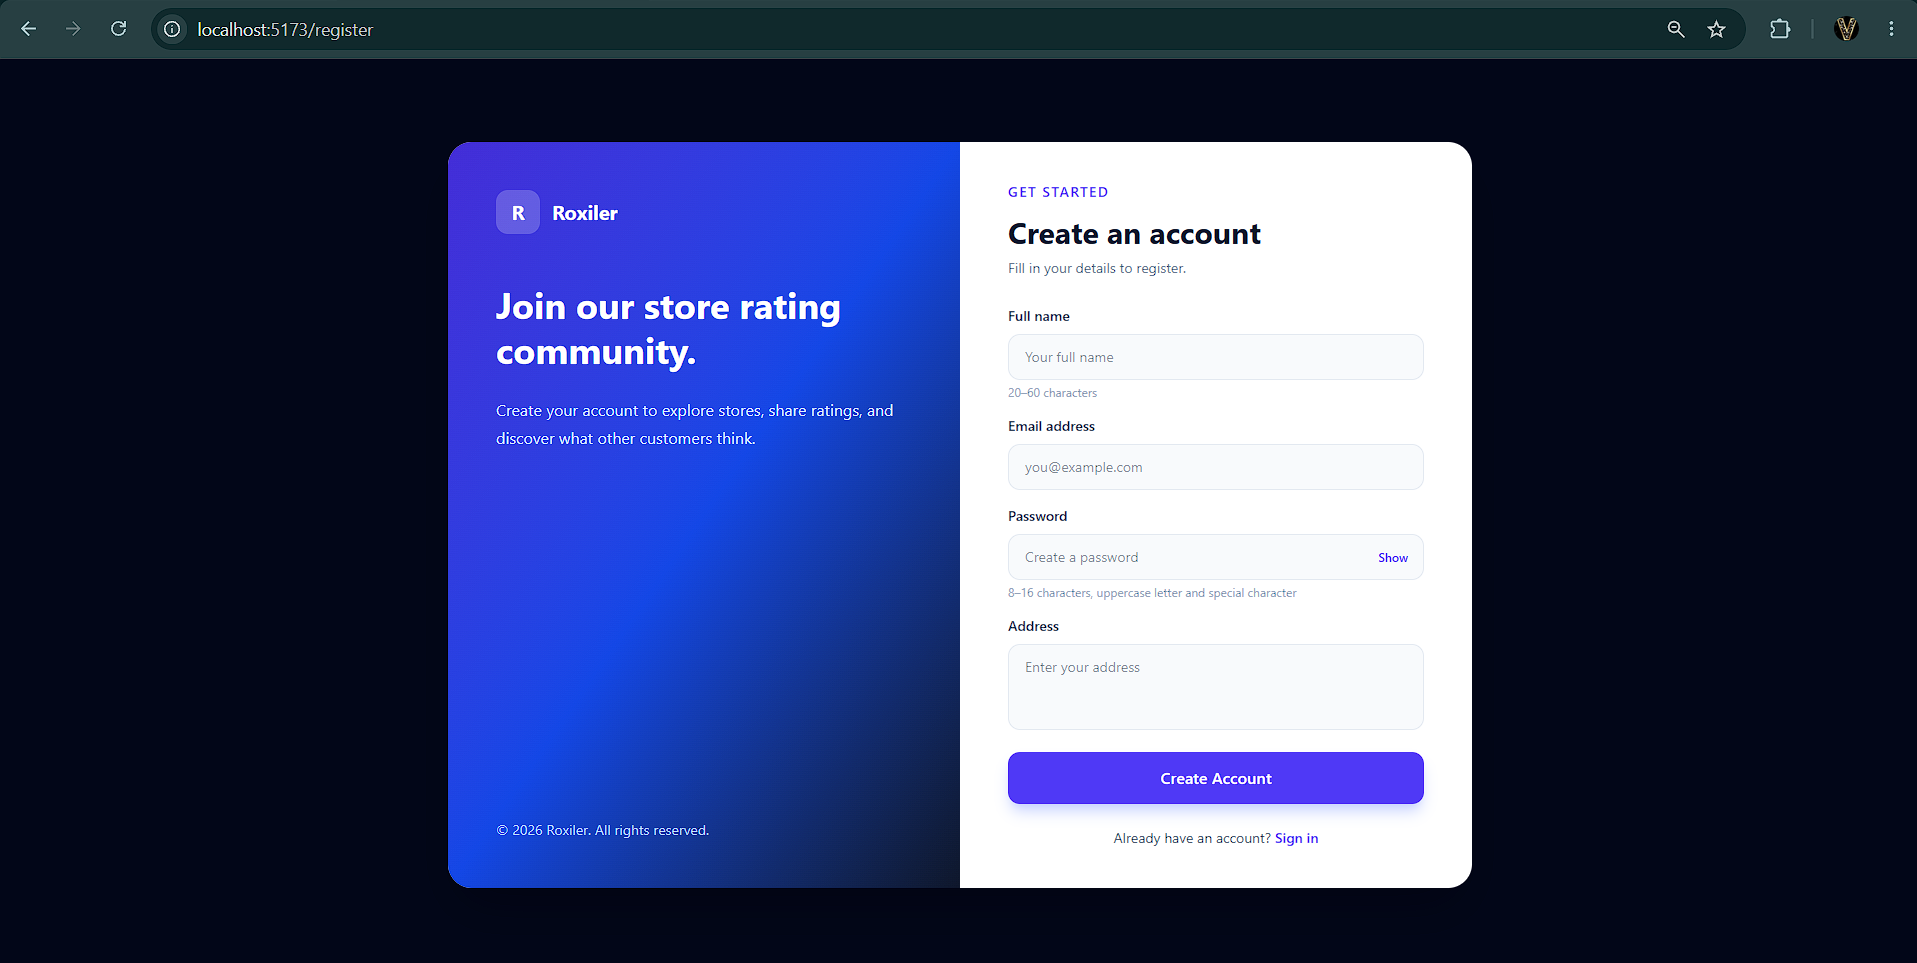 localhost:5173/register
R
Roxiler
Join our store rating
community.
Create your account to explore stores, share ratings, and
discover what other customers think.
© 2026 Roxiler. All rights reserved.
GET STARTED
Create an account
Fill in your details to register.
Full name
Your full name
20–60 characters
Email address
you@example.com
Password
Create a password
Show
8–16 characters, uppercase letter and special character
Address
Enter your address
Create Account
Already have an account? Sign in